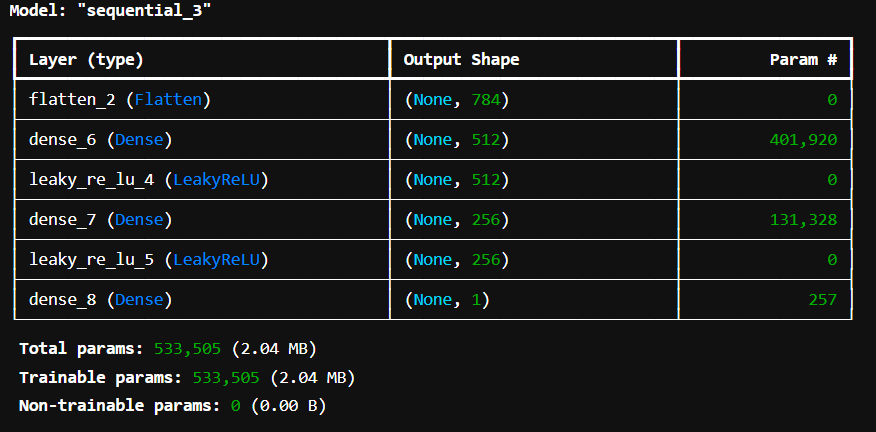 Model: "sequential_3"
Layer (type) Output Shape Param #
flatten_2 (Flatten) (None, 784) 0
dense_6 (Dense) (None, 512) 401,920
leaky_re_lu_4 (LeakyReLU) (None, 512) 0
dense_7 (Dense) (None, 256) 131,328
leaky_re_lu_5 (LeakyReLU) (None, 256) 0
dense_8 (Dense) (None, 1) 257
Total params: 533,505 (2.04 MB)
Trainable params: 533,505 (2.04 MB)
Non-trainable params: 0 (0.00 B)